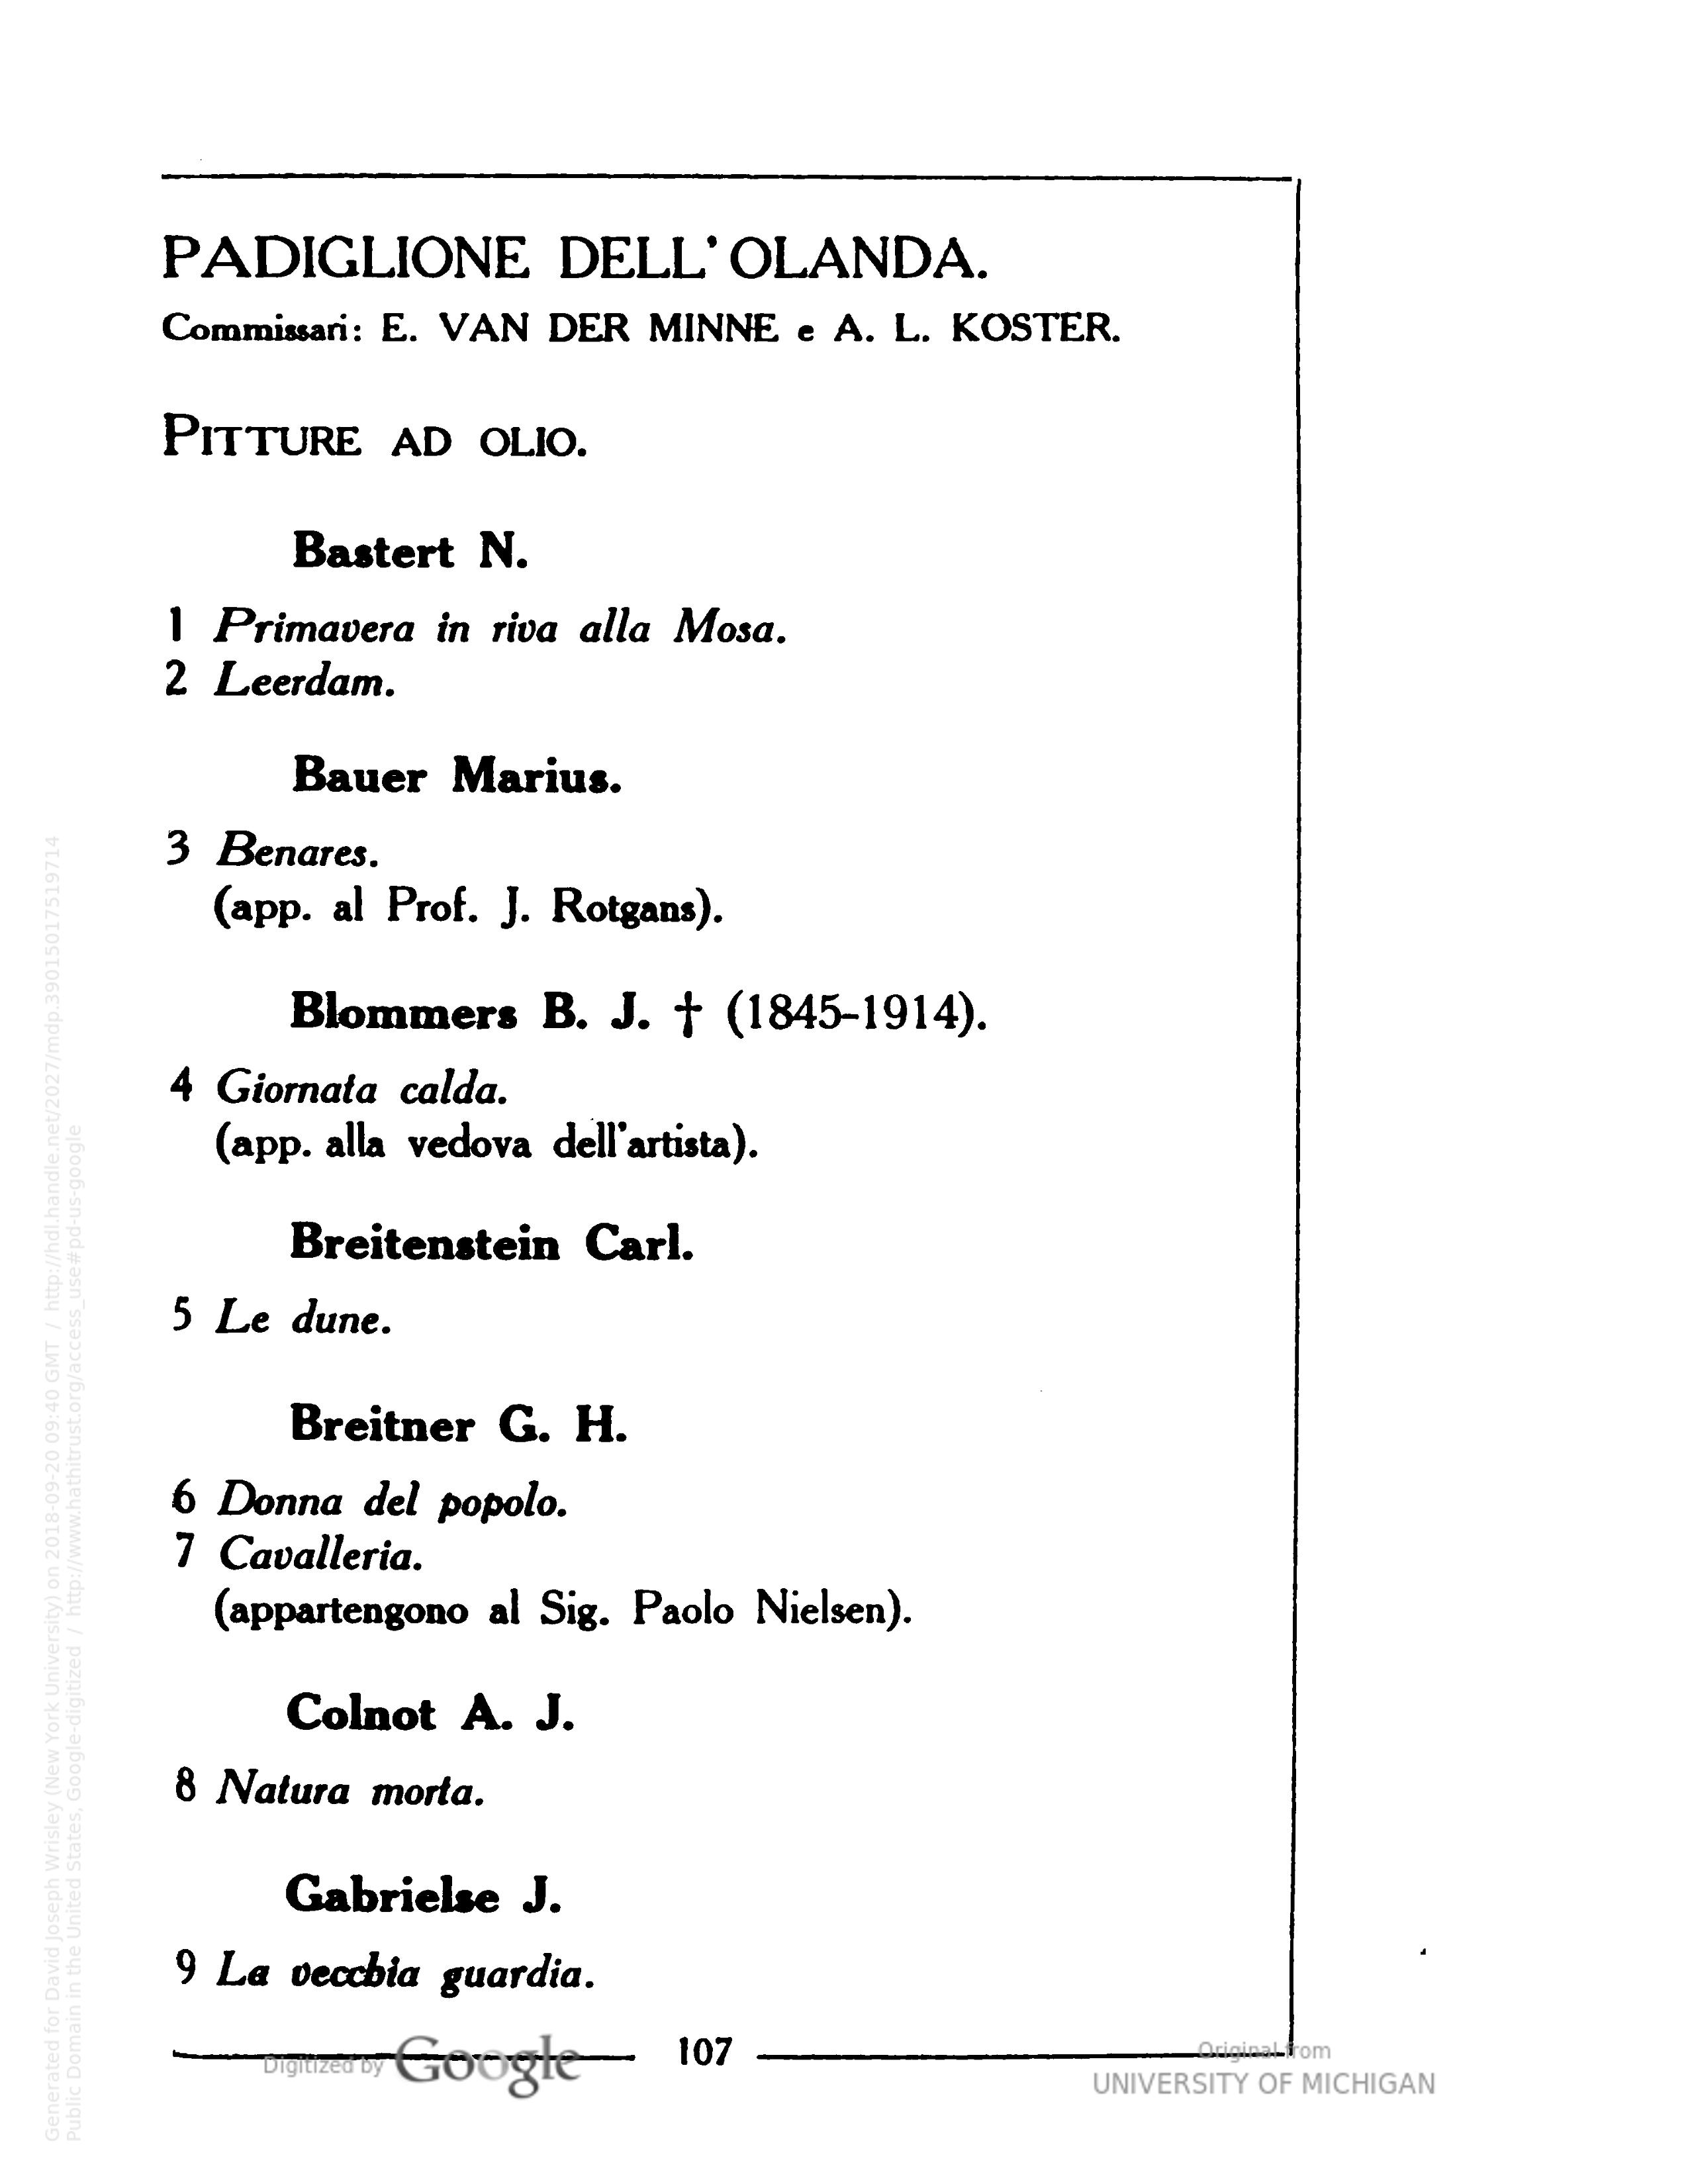 PADIGLIONE DELL'OLANDA.
Commissari: E. VAN DER MINNE e A. L. KOSTER.
PITTURE AD OLIO.
Bastert N.
1 Primavera in riva alla Mosa.
2 Leerdam.
Bauer Marius.
3 Benares.
(app. al Prof. J. Rotgans).
Blommers B. J. † (1845-1914).
4 Giornata calda.
(app. alla vedova dell'artista).
Breitenstein Carl.
5 Le dune.
Breitner G. H.
6 Donna del popolo.
7 Cavalleria.
(appartengono al Sig. Paolo Nielsen).
Colnot A. J.
8 Natura morta.
Gabrielse J.
9 La vecchia guardia.
107
Digitized by Google
Original from
UNIVERSITY OF MICHIGAN
Generated for David Joseph Wrisley (New York University) on 2018-09-20 09:40 GMT / http://hdl.handle.net/2027/mdp.39015017519714
Public Domain in the United States, Google-digitized / http://www.hathitrust.org/access_use#pd-us-google